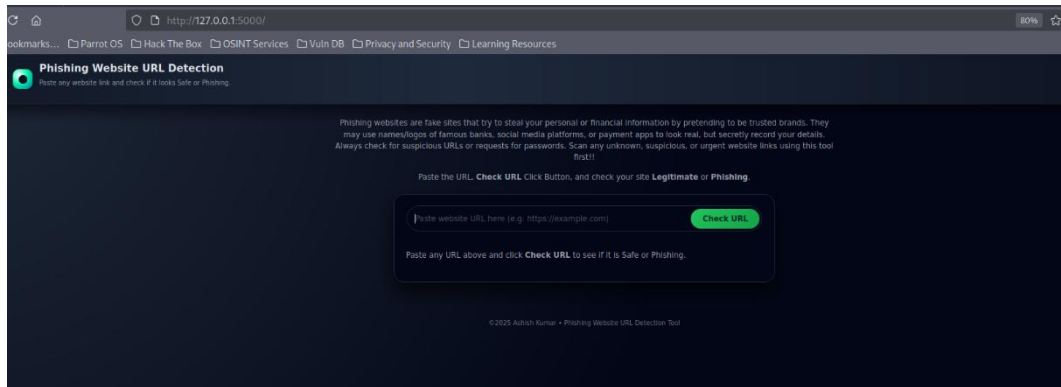 http://127.0.0.1:5000/
80%
ookmarks... Parrot OS Hack The Box OSINT Services Vuln DB Privacy and Security Learning Resources
Phishing Website URL Detection
Paste any website link and check if it looks Safe or Phishing.
Phishing websites are fake sites that try to steal your personal or financial information by pretending to be trusted brands. They
may use names/logos of famous banks, social media platforms, or payment apps to look real, but secretly record your details.
Always check for suspicious URLs or requests for passwords. Scan any unknown, suspicious, or urgent website links using this tool
first!!
Paste the URL, Check URL Click Button, and check your site Legitimate or Phishing.
Paste website URL here (e.g. https://example.com)
Check URL
Paste any URL above and click Check URL to see if it is Safe or Phishing.
©2025 Ashish Kumar • Phishing Website URL Detection Tool